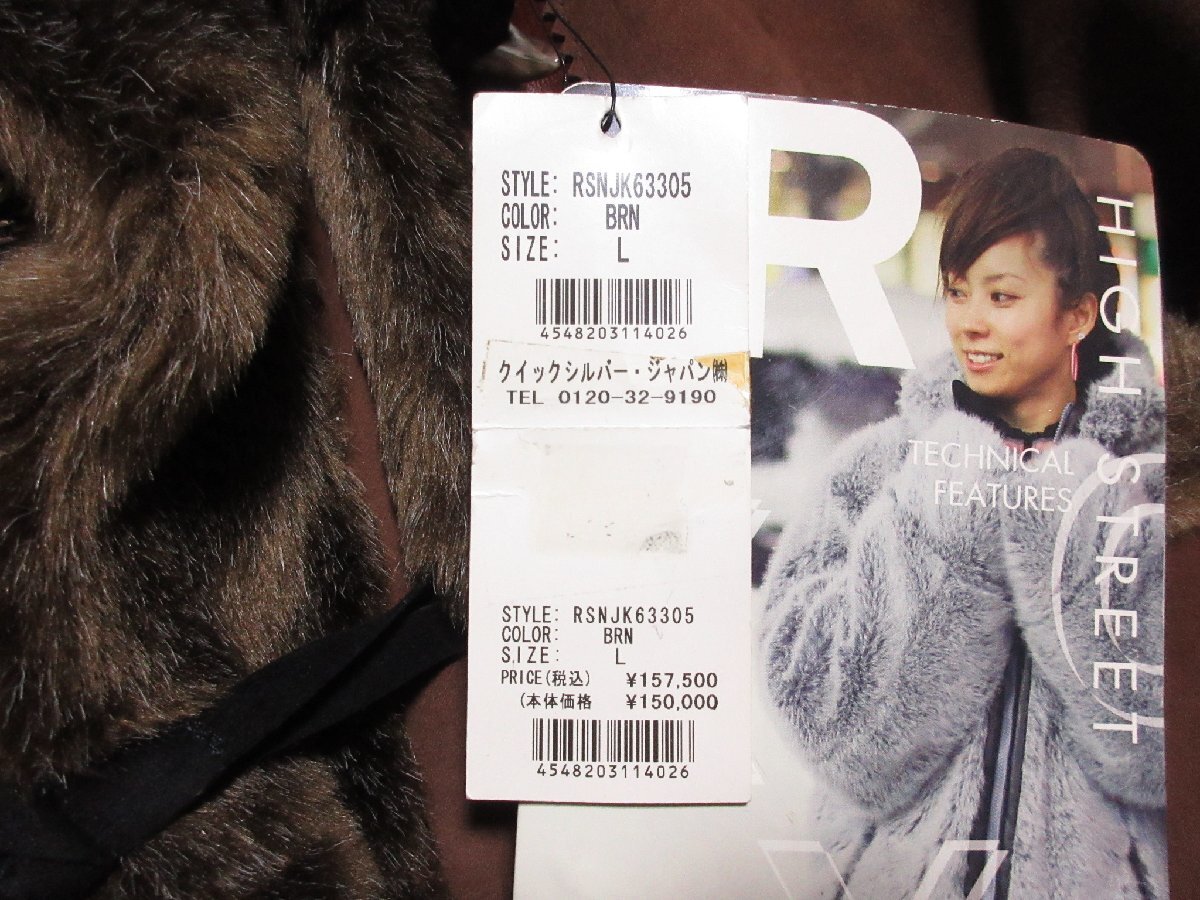 STYLE: RSNJK63305
COLOR: BRN
SIZE: L
4548203114026
クイックシルバー・ジャパン㈱
TEL 0120-32-9190
STYLE: RSNJK63305
COLOR: BRN
SIZE: L
PRICE(税込) ¥157,500
(本体価格 ¥150,000
4548203114026
R
HIGH STREET
TECHNICAL
FEATURES